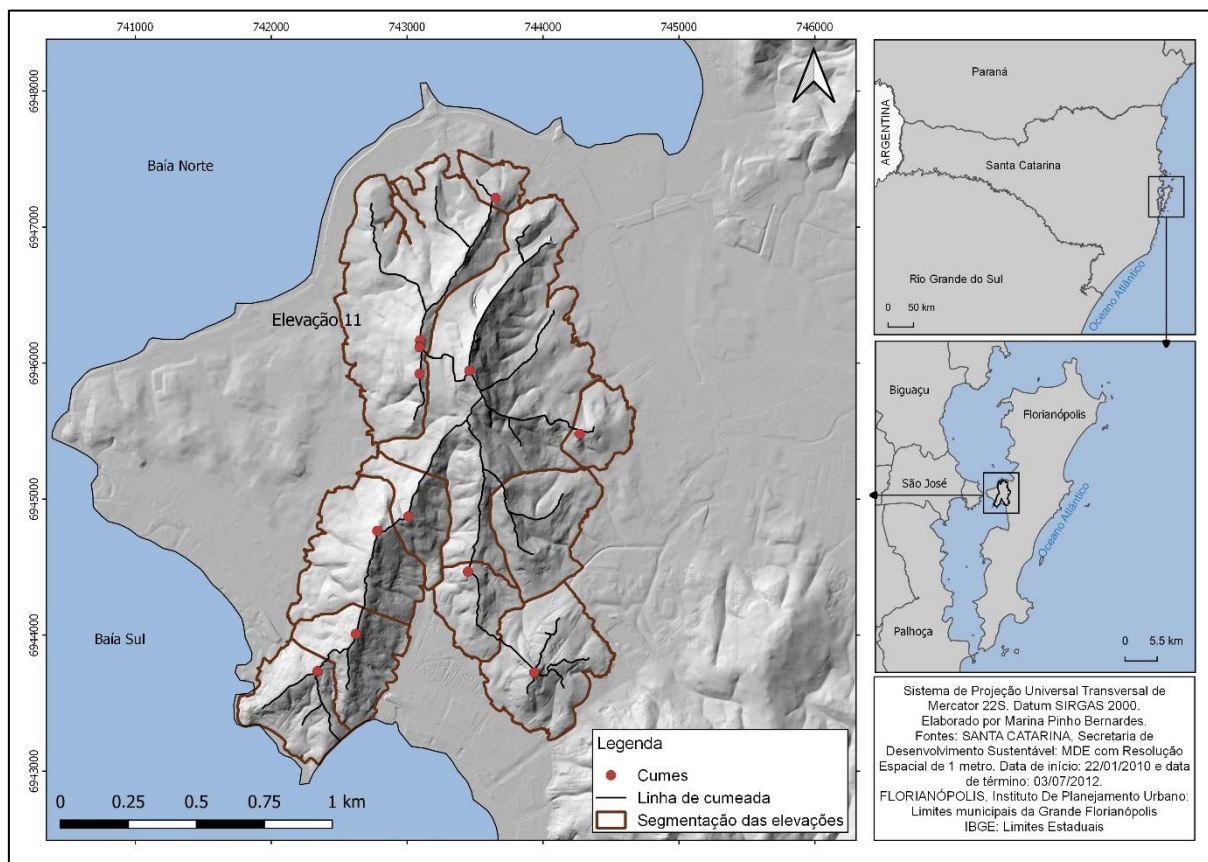 741000
742000
743000
744000
745000
746000
6948000
6947000
6946000
6945000
6944000
6943000
Baía Norte
Elevação 11
Baía Sul
0 0.25 0.5 0.75 1 km
Legenda
Cumes
Linha de cumeada
Segmentação das elevações
Paraná
ARGENTINA
Santa Catarina
Rio Grande do Sul
Oceano Atlântico
0 50 km
Biguaçu
Florianópolis
São José
Oceano Atlântico
Palhoça
0 5.5 km
Sistema de Projeção Universal Transversal de
Mercator 22S. Datum SIRGAS 2000.
Elaborado por Marina Pinho Bernardes.
Fontes: SANTA CATARINA, Secretaria de
Desenvolvimento Sustentável: MDE com Resolução
Espacial de 1 metro. Data de início: 22/01/2010 e data
de término: 03/07/2012.
FLORIANÓPOLIS, Instituto De Planejamento Urbano:
Limites municipais da Grande Florianópolis
IBGE: Limites Estaduais